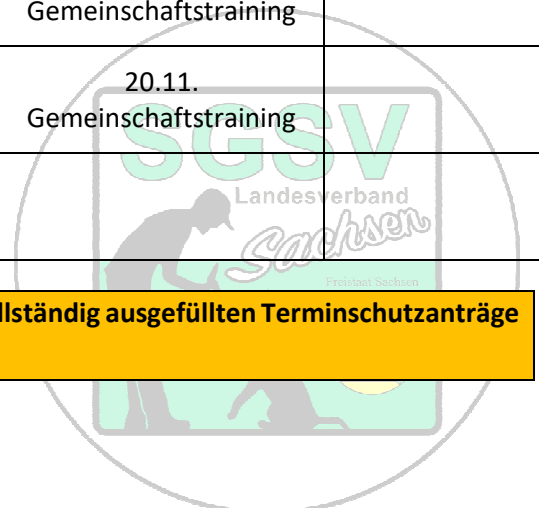 Gemeinschaftstraining
20.11.
Gemeinschaftstraining
SGSV
Landesverband
Sachsen
Freistaat Sachsen
llständig ausgefüllten Terminschutzanträge